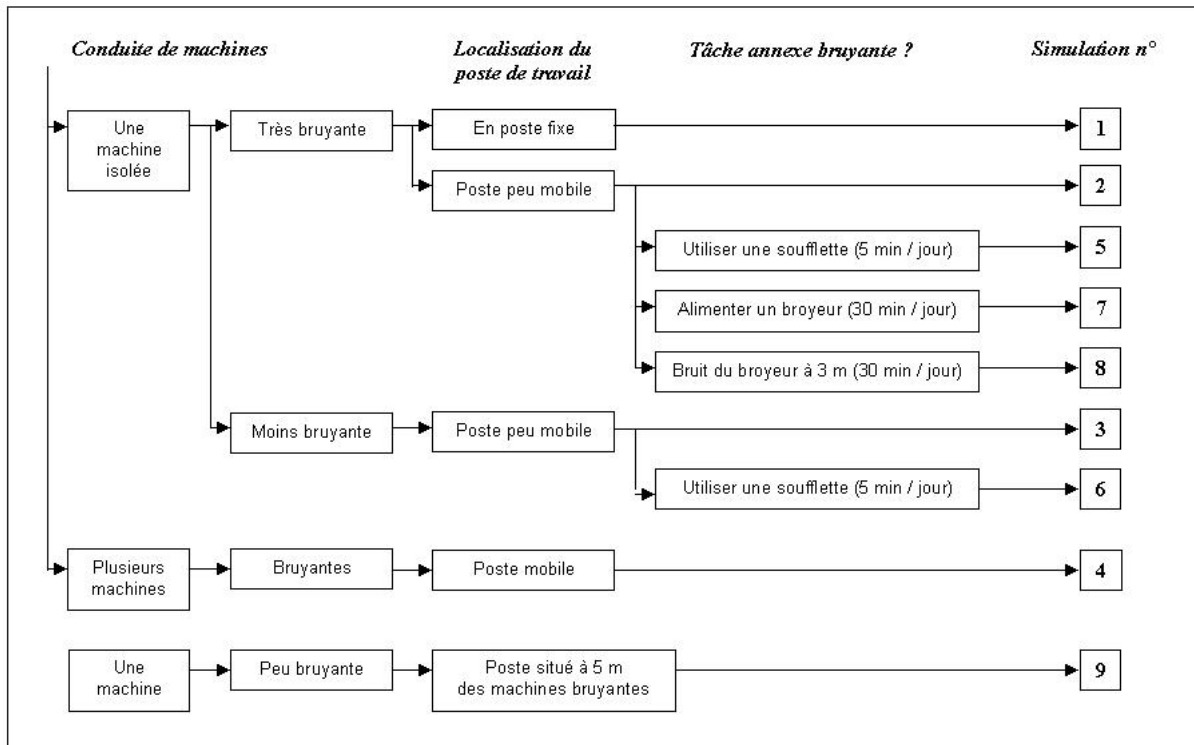 Conduite de machines
Localisation du
poste de travail
Tâche annexe bruyante ?
Simulation n°
Une
machine
isolée
Très bruyante
En poste fixe
1
Poste peu mobile
2
Utiliser une soufflette (5 min / jour)
5
Alimenter un broyeur (30 min / jour)
7
Bruit du broyeur à 3 m (30 min / jour)
8
Moins bruyante
Poste peu mobile
3
Utiliser une soufflette (5 min / jour)
6
Plusieurs
machines
Bruyantes
Poste mobile
4
Une
machine
Peu bruyante
Poste situé à 5 m
des machines bruyantes
9